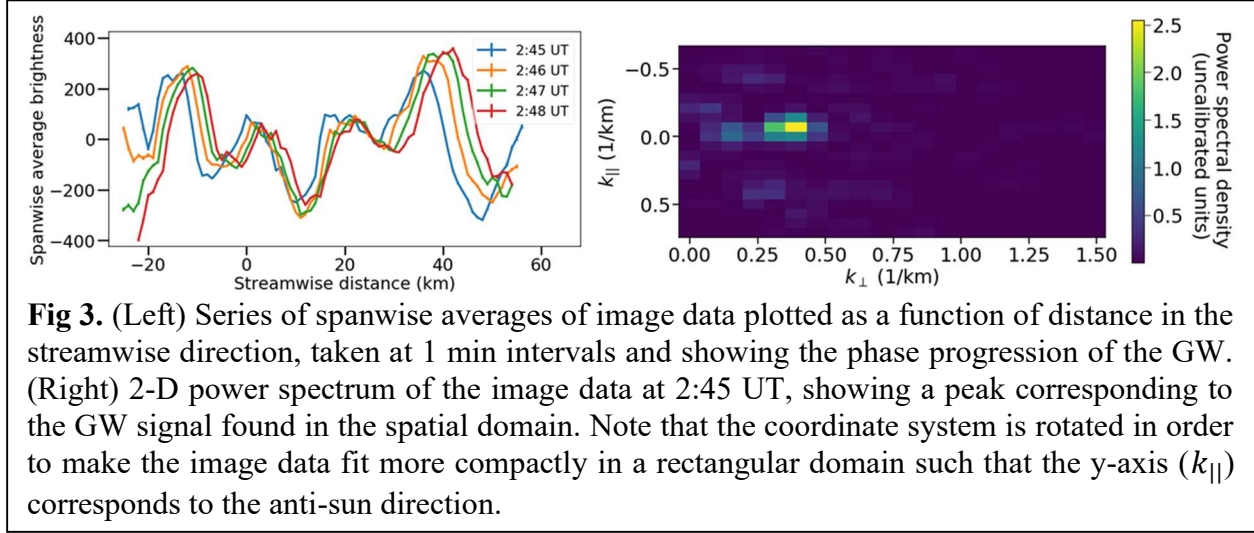 Spanwise average brightness
400
200
0
−200
−400
−20
0
20
40
60
Streamwise distance (km)
2:45 UT
2:46 UT
2:47 UT
2:48 UT
k|| (1/km)
−0.5
0.0
0.5
0.00
0.25
0.50
0.75
1.00
1.25
1.50
k⊥ (1/km)
2.5
2.0
1.5
1.0
0.5
Power spectral density
(uncalibrated units)
Fig 3. (Left) Series of spanwise averages of image data plotted as a function of distance in the
streamwise direction, taken at 1 min intervals and showing the phase progression of the GW.
(Right) 2-D power spectrum of the image data at 2:45 UT, showing a peak corresponding to
the GW signal found in the spatial domain. Note that the coordinate system is rotated in order
to make the image data fit more compactly in a rectangular domain such that the y-axis (k||)
corresponds to the anti-sun direction.